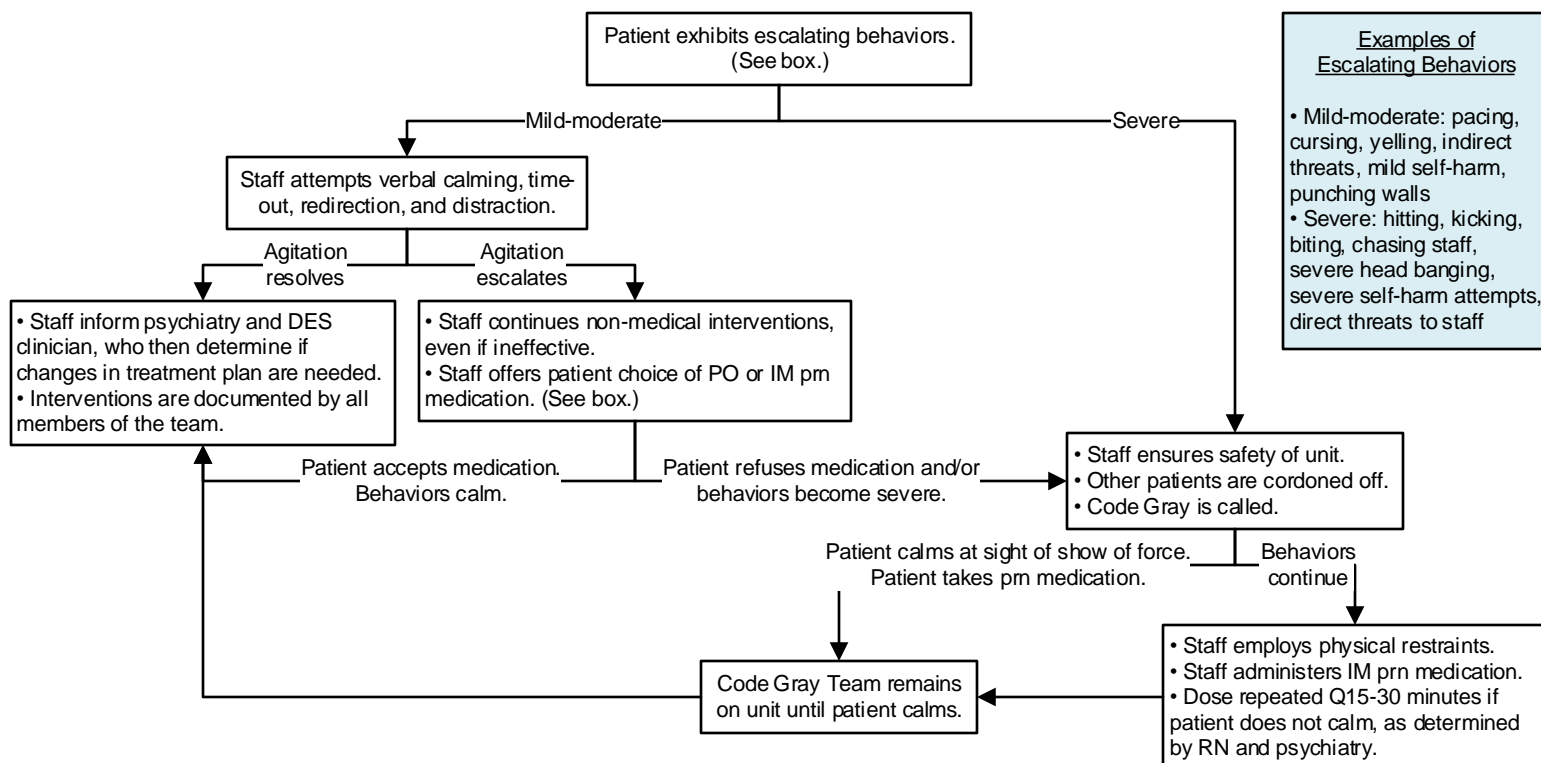 Patient exhibits escalating behaviors.
(See box.)
Examples of
Escalating Behaviors
• Mild-moderate: pacing,
cursing, yelling, indirect
threats, mild self-harm,
punching walls
• Severe: hitting, kicking,
biting, chasing staff,
severe head banging,
severe self-harm attempts,
direct threats to staff
Mild-moderate
Severe
Staff attempts verbal calming, time-
out, redirection, and distraction.
Agitation
resolves
Agitation
escalates
• Staff inform psychiatry and DES
clinician, who then determine if
changes in treatment plan are needed.
• Interventions are documented by all
members of the team.
• Staff continues non-medical interventions,
even if ineffective.
• Staff offers patient choice of PO or IM prn
medication. (See box.)
Patient accepts medication.
Behaviors calm.
Patient refuses medication and/or
behaviors become severe.
• Staff ensures safety of unit.
• Other patients are cordoned off.
• Code Gray is called.
Patient calms at sight of show of force.
Patient takes prn medication.
Behaviors
continue
Code Gray Team remains
on unit until patient calms.
• Staff employs physical restraints.
• Staff administers IM prn medication.
• Dose repeated Q15-30 minutes if
patient does not calm, as determined
by RN and psychiatry.